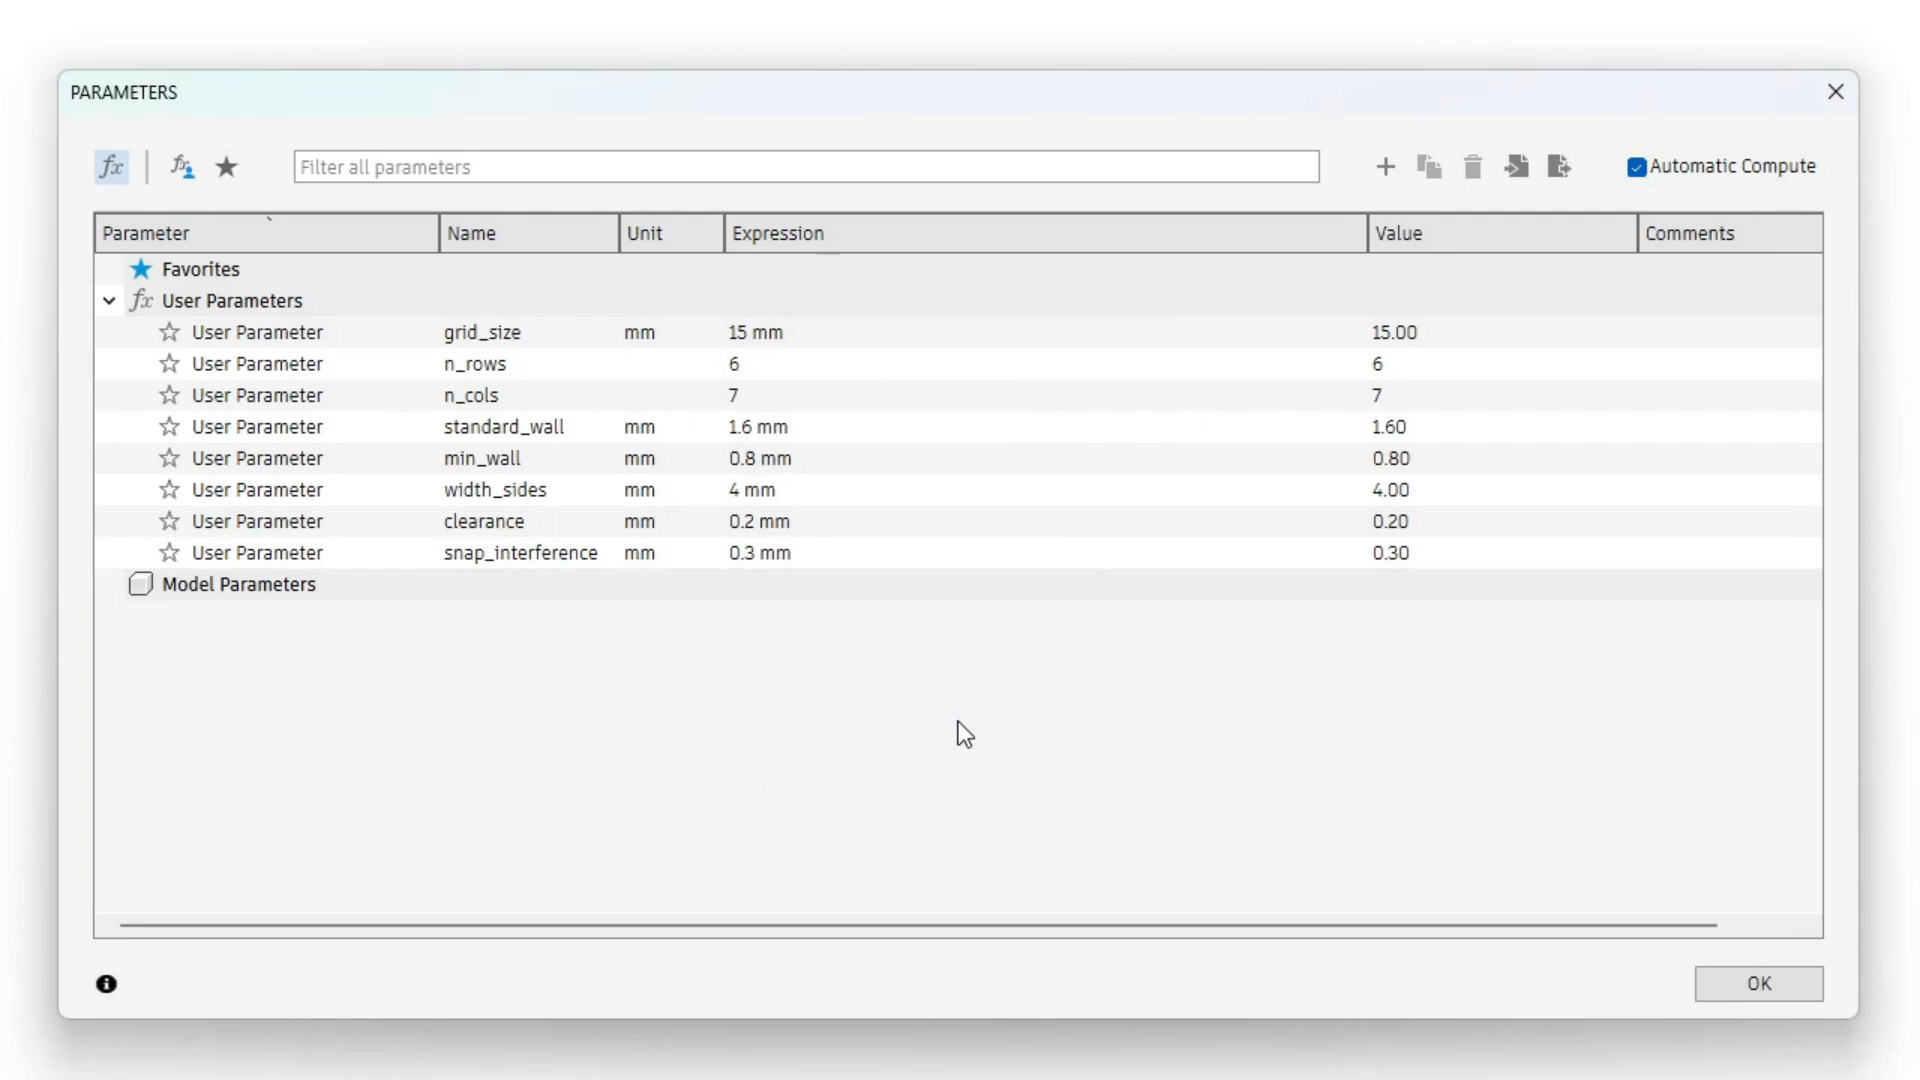 PARAMETERS
fx fx Filter all parameters Automatic Compute
Parameter Name Unit Expression Value Comments
Favorites
fx User Parameters
User Parameter grid_size mm 15 mm 15.00
User Parameter n_rows 6 6
User Parameter n_cols 7 7
User Parameter standard_wall mm 1.6 mm 1.60
User Parameter min_wall mm 0.8 mm 0.80
User Parameter width_sides mm 4 mm 4.00
User Parameter clearance mm 0.2 mm 0.20
User Parameter snap_interference mm 0.3 mm 0.30
Model Parameters
OK